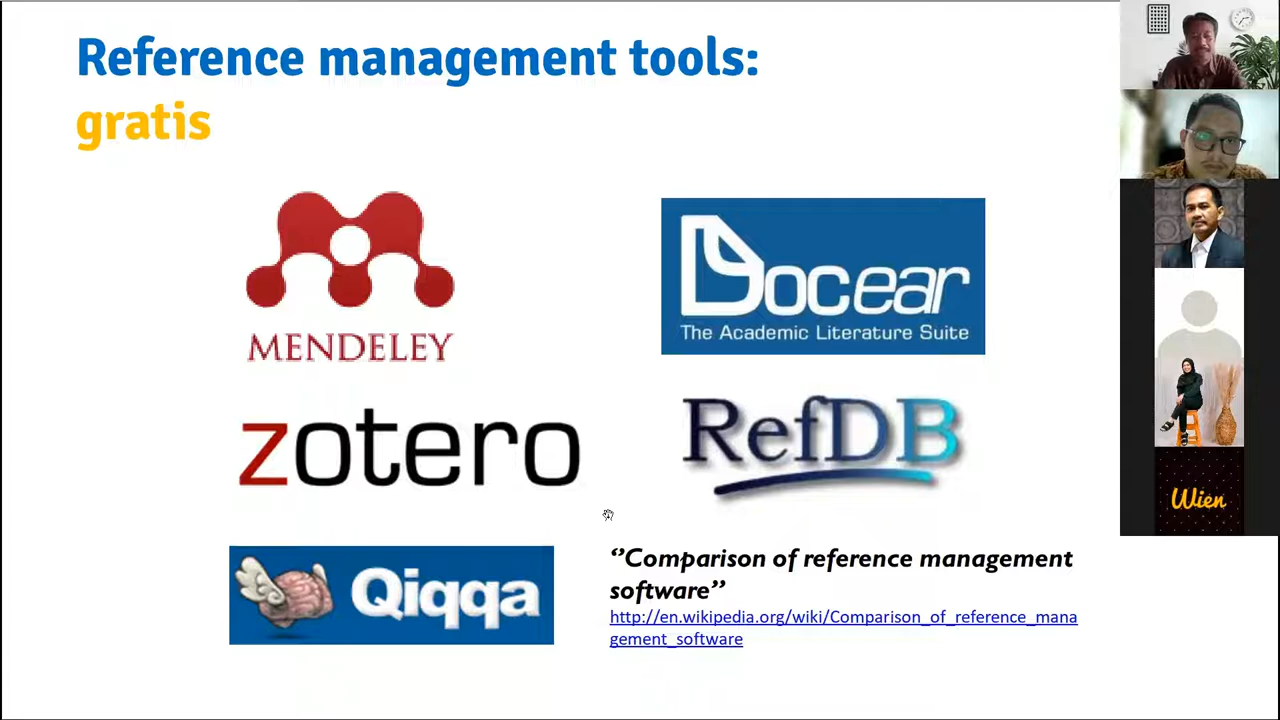 Reference management tools:
gratis
MENDELEY
Docear
The Academic Literature Suite
zotero
RefDB
Qiqqa
‘’Comparison of reference management
software’’
http://en.wikipedia.org/wiki/Comparison_of_reference_mana
gement_software
Wien